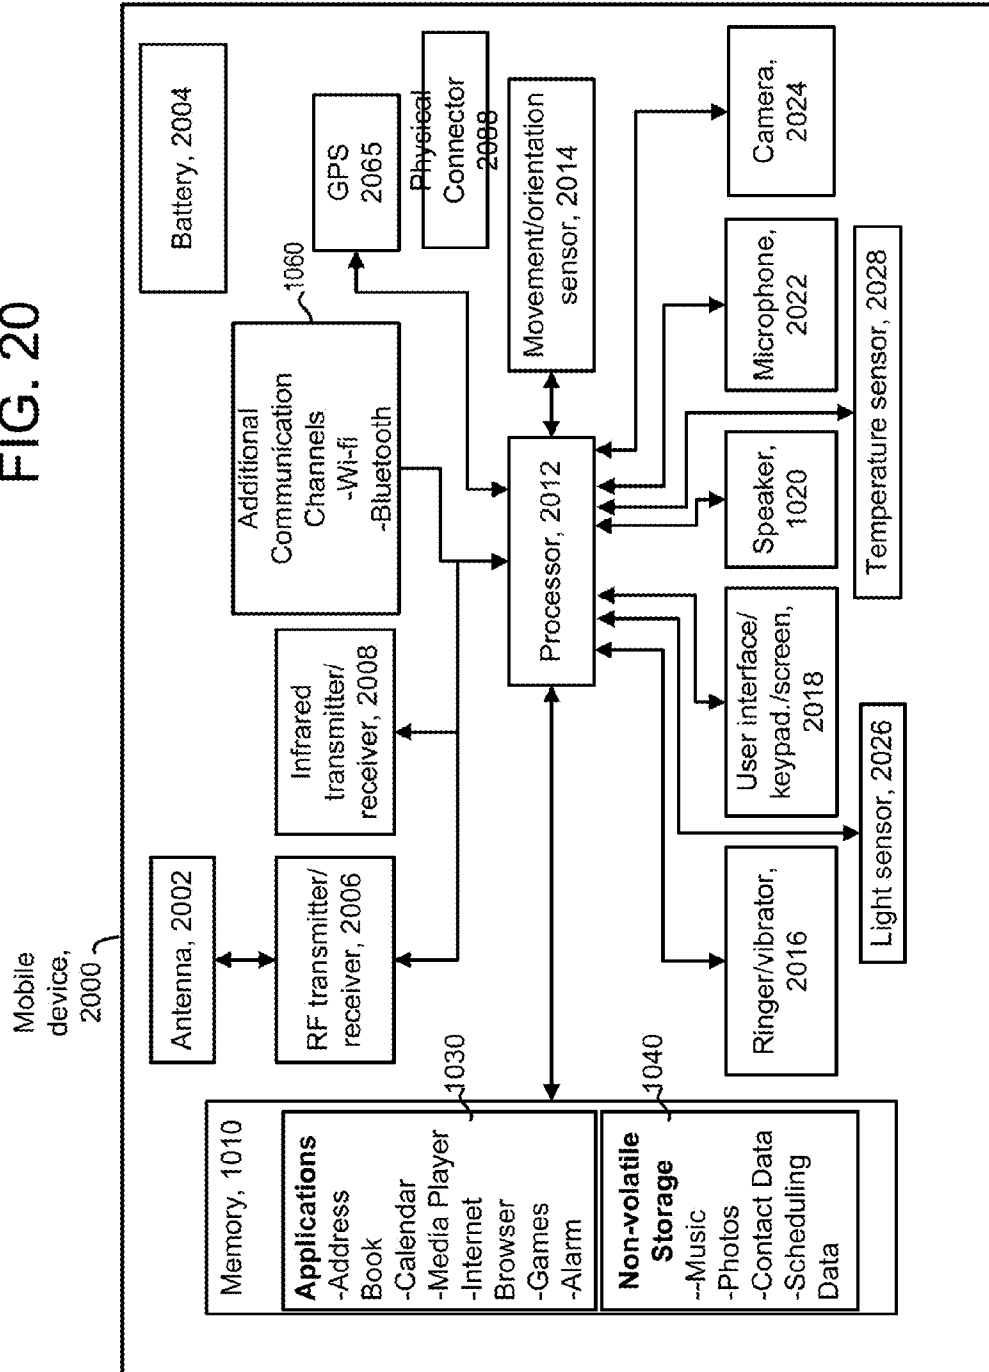 FIG. 20
Mobile
device,
2000
Battery, 2004
Antenna, 2002
Additional
Communication
Channels
-Wi-fi
-Bluetooth
1060
GPS
2065
Physical
Connector
2088
RF transmitter/
receiver, 2006
Infrared
transmitter/
receiver, 2008
Processor, 2012
Movement/orientation
sensor, 2014
Memory, 1010
Applications
-Address
Book
-Calendar
-Media Player
-Internet
Browser
-Games
-Alarm
1030
Non-volatile
Storage
--Music
-Photos
-Contact Data
-Scheduling
Data
1040
Ringer/vibrator,
2016
User interface/
keypad./screen,
2018
Speaker,
1020
Microphone,
2022
Camera,
2024
Light sensor, 2026
Temperature sensor, 2028